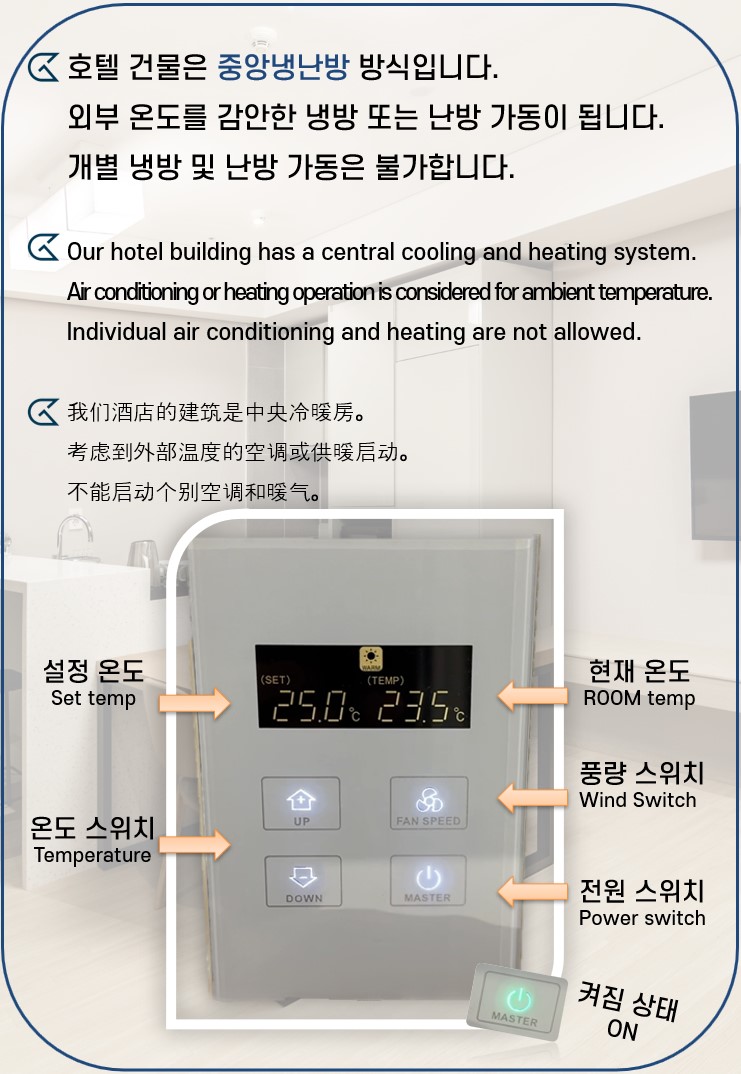 호텔 건물은 중앙냉난방 방식입니다.
외부 온도를 감안한 냉방 또는 난방 가동이 됩니다.
개별 냉방 및 난방 가동은 불가합니다.
Our hotel building has a central cooling and heating system.
Air conditioning or heating operation is considered for ambient temperature.
Individual air conditioning and heating are not allowed.
我们酒店的建筑是中央冷暖房。
考虑到外部温度的空调或供暖启动。
不能启动个别空调和暖气。
WARM
(SET) (TEMP)
25.0℃ 23.5℃
설정 온도
Set temp
현재 온도
ROOM temp
UP
FAN SPEED
풍량 스위치
Wind Switch
온도 스위치
Temperature
DOWN
MASTER
전원 스위치
Power switch
MASTER
켜짐 상태
ON